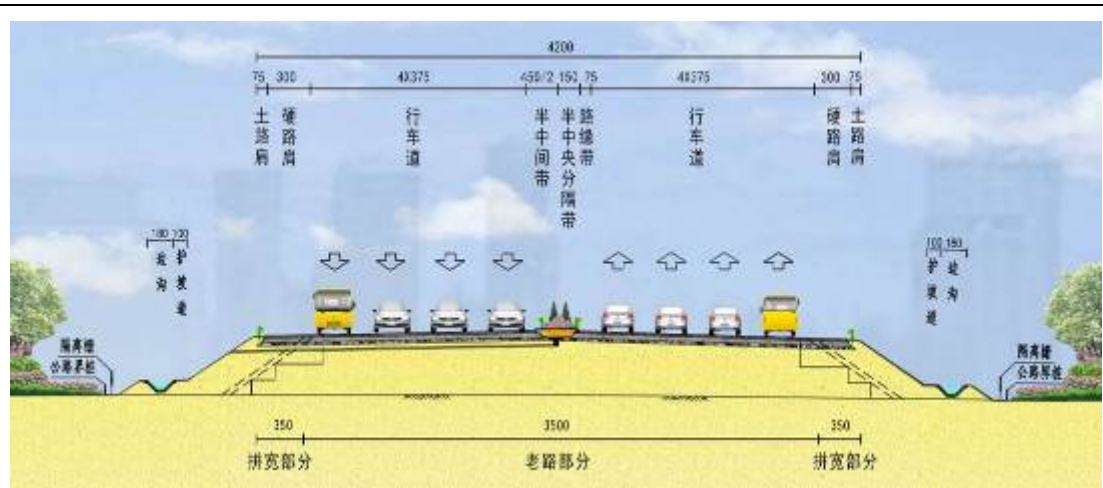 4200
75 300 4X375 450/2 150 75 4X375 300 75
土路肩
硬路肩
行车道
半中间带
半中央分隔带
路缘带
行车道
硬路肩
土路肩
180 100
边沟
护坡道
100 180
护坡道
边沟
隔离栅
公路界桩
隔离栅
公路界桩
350 3500 350
拼宽部分 老路部分 拼宽部分